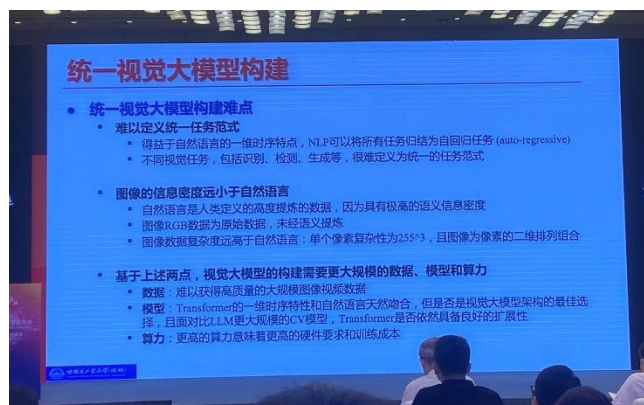 统一视觉大模型构建
• 统一视觉大模型构建难点
• 难以定义统一任务范式
• 得益于自然语言的一维时序特点，NLP可以将所有任务归结为自回归任务 (auto-regressive)
• 不同视觉任务，包括识别、检测、生成等，很难定义为统一的任务范式
• 图像的信息密度远小于自然语言
• 自然语言是人类定义的高度提炼的数据，因为具有极高的语义信息密度
• 图像RGB数据为原始数据，未经语义提炼
• 图像数据复杂度远高于自然语言：单个像素复杂性为255^3，且图像为像素的二维排列组合
• 基于上述两点，视觉大模型的构建需要更大规模的数据、模型和算力
• 数据：难以获得高质量的大规模图像视频数据
• 模型：Transformer的一维时序特性和自然语言天然吻合，但是否是视觉大模型架构的最佳选
择，且面对比LLM更大规模的CV模型，Transformer是否依然具备良好的扩展性
• 算力：更高的算力意味着更高的硬件要求和训练成本
哈尔滨工业大学(深圳)